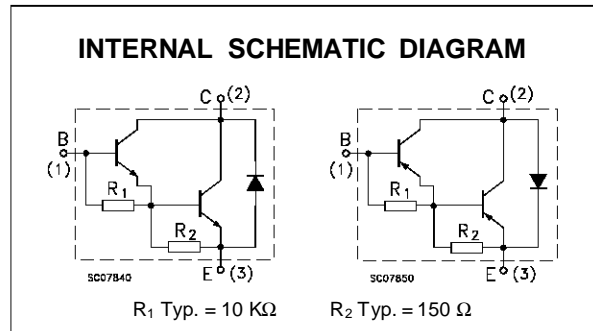 INTERNAL SCHEMATIC DIAGRAM
C (2)
B
(1)
R1
R2
E (3)
SC07840
C (2)
B
(1)
R1
R2
E (3)
SC07850
R1 Typ. = 10 KΩ R2 Typ. = 150 Ω